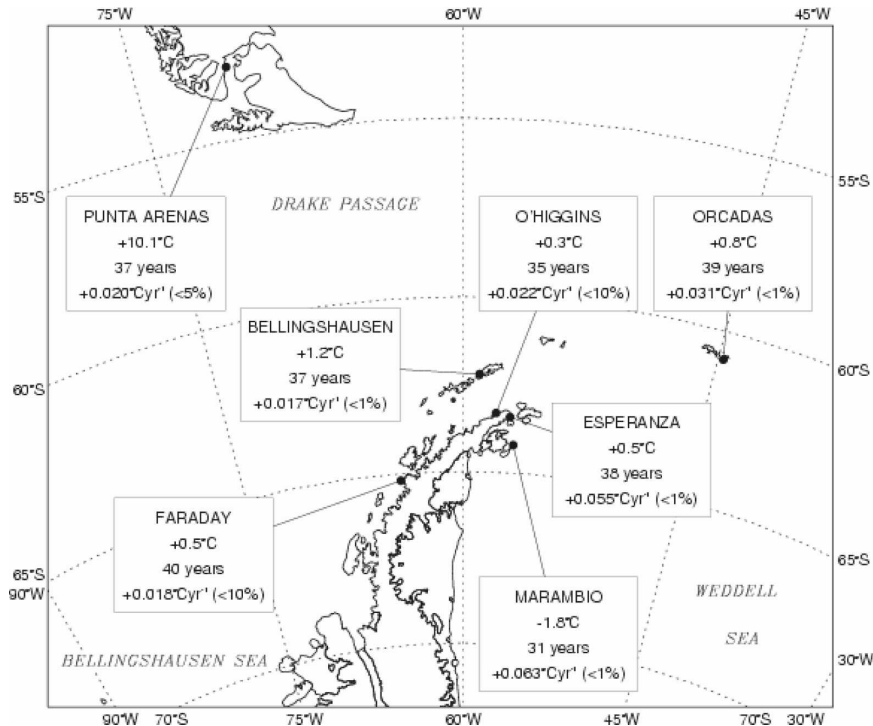 75°W 60°W 45°W
55°S
55°S
PUNTA ARENAS
+10.1°C
37 years
+0.020°Cyr⁻¹ (<5%)
DRAKE PASSAGE
O'HIGGINS
+0.3°C
35 years
+0.022°Cyr⁻¹ (<10%)
ORCADAS
+0.8°C
39 years
+0.031°Cyr⁻¹ (<1%)
BELLINGSHAUSEN
+1.2°C
37 years
+0.017°Cyr⁻¹ (<1%)
60°S
60°S
ESPERANZA
+0.5°C
38 years
+0.055°Cyr⁻¹ (<1%)
FARADAY
+0.5°C
40 years
+0.018°Cyr⁻¹ (<10%)
MARAMBIO
-1.8°C
31 years
+0.063°Cyr⁻¹ (<1%)
65°S
90°W
65°S
WEDDELL
SEA
BELLINGSHAUSEN SEA
30°W
90°W 70°S 75°W 60°W 45°W 70°S 30°W